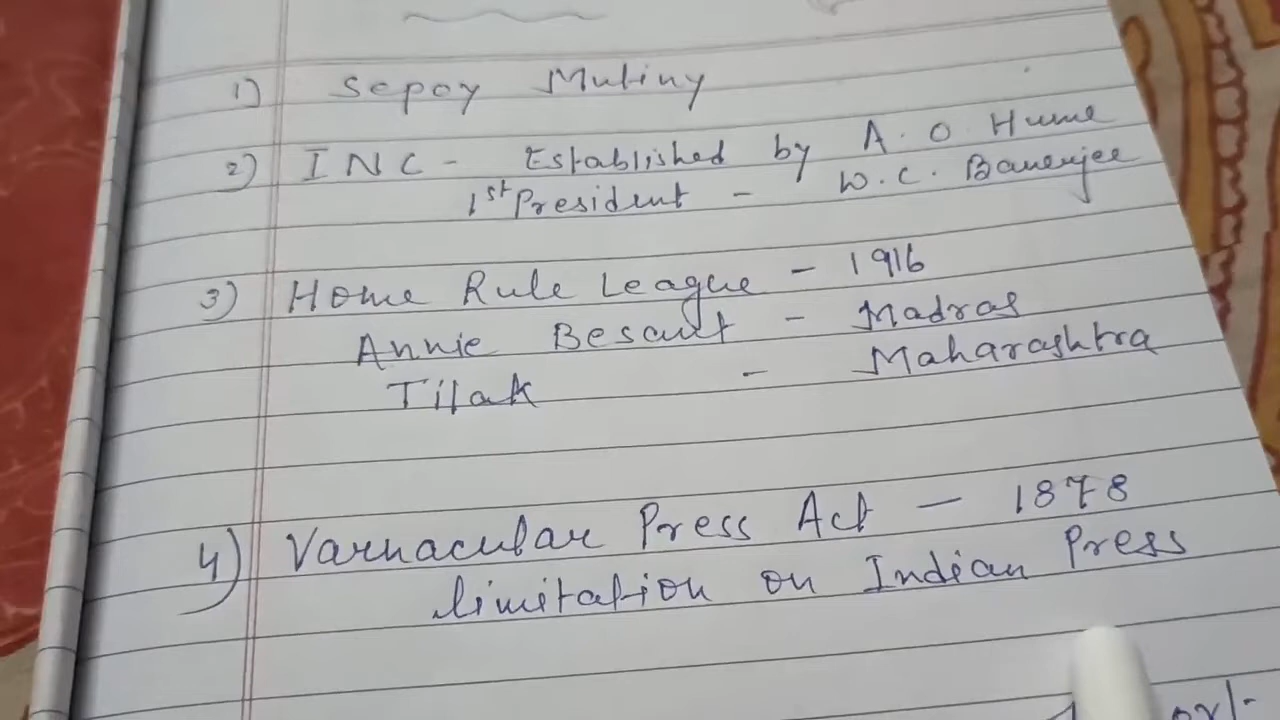 1) Sepoy Mutiny
2) INC - Established by A. O Hume
1st President - W. C. Banerjee
3) Home Rule League - 1916
Annie Besant - Madras
Tilak - Maharashtra
4) Varnacular Press Act - 1878
limitation on Indian Press